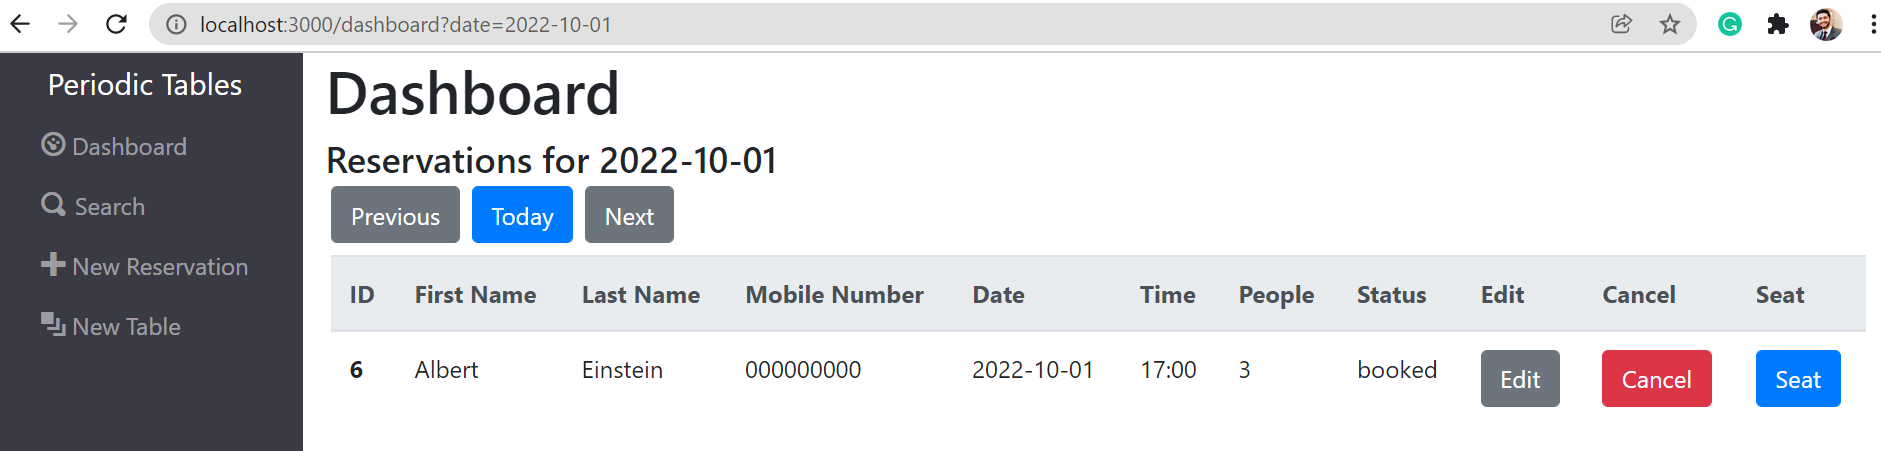 localhost:3000/dashboard?date=2022-10-01
Periodic Tables
Dashboard
Search
New Reservation
New Table
Dashboard
Reservations for 2022-10-01
Previous Today Next
ID First Name Last Name Mobile Number Date Time People Status Edit Cancel Seat
6 Albert Einstein 000000000 2022-10-01 17:00 3 booked Edit Cancel Seat